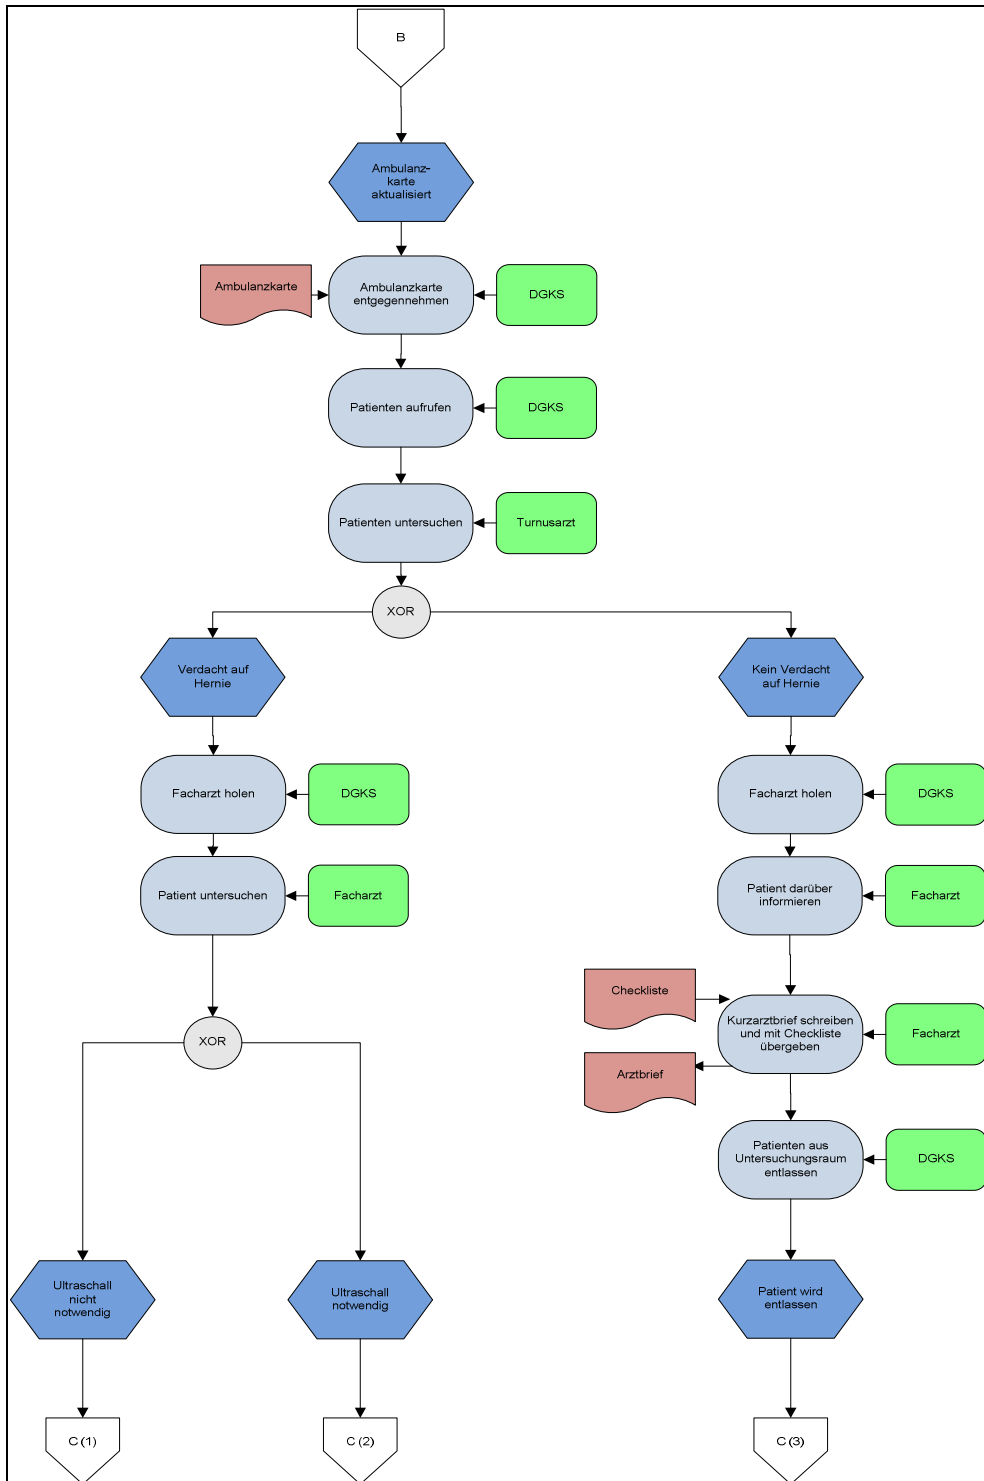 B
Ambulanz-
karte
aktualisiert
Ambulanzkarte
Ambulanzkarte
entgegennehmen
DGKS
Patienten aufrufen
DGKS
Patienten untersuchen
Turnusarzt
XOR
Verdacht auf
Hernie
Kein Verdacht
auf Hernie
Facharzt holen
DGKS
Facharzt holen
DGKS
Patient untersuchen
Facharzt
Patient darüber
informieren
Facharzt
XOR
Checkliste
Kurzarztbrief schreiben
und mit Checkliste
übergeben
Facharzt
Arztbrief
Patienten aus
Untersuchungsraum
entlassen
DGKS
Ultraschall
nicht
notwendig
Ultraschall
notwendig
Patient wird
entlassen
C (1)
C (2)
C (3)